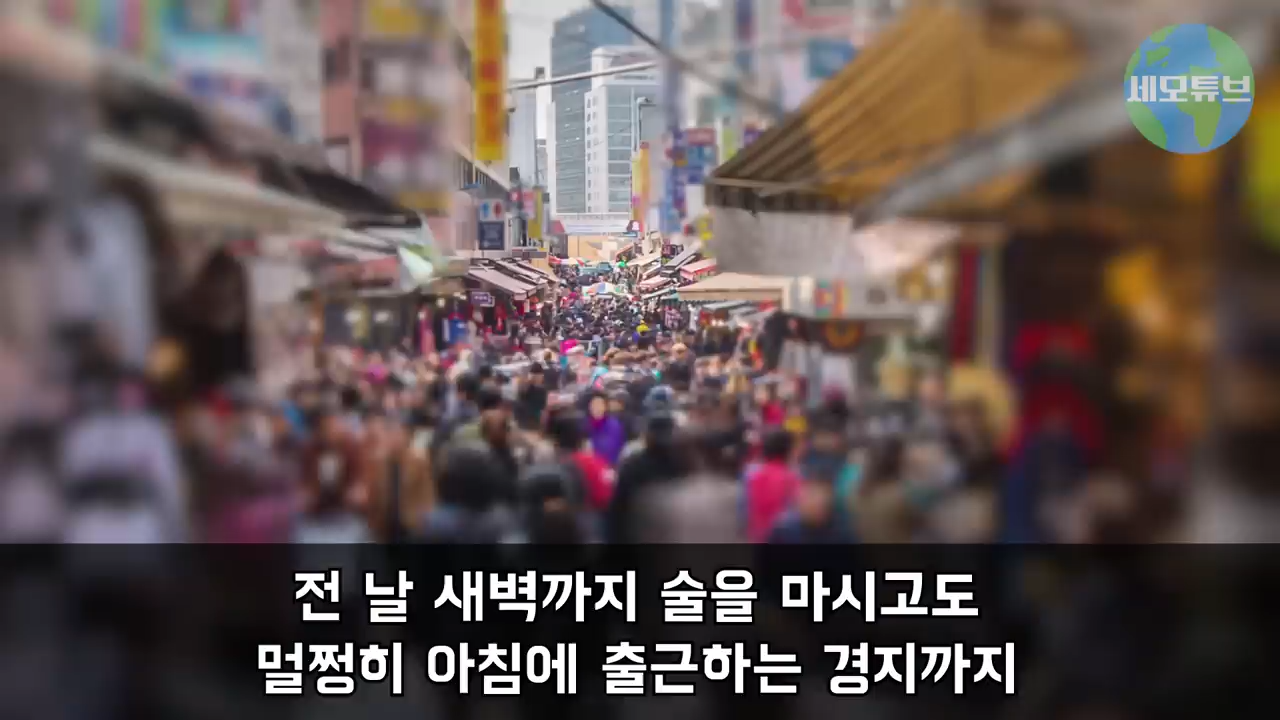 세모튜브
전 날 새벽까지 술을 마시고도
멀쩡히 아침에 출근하는 경지까지